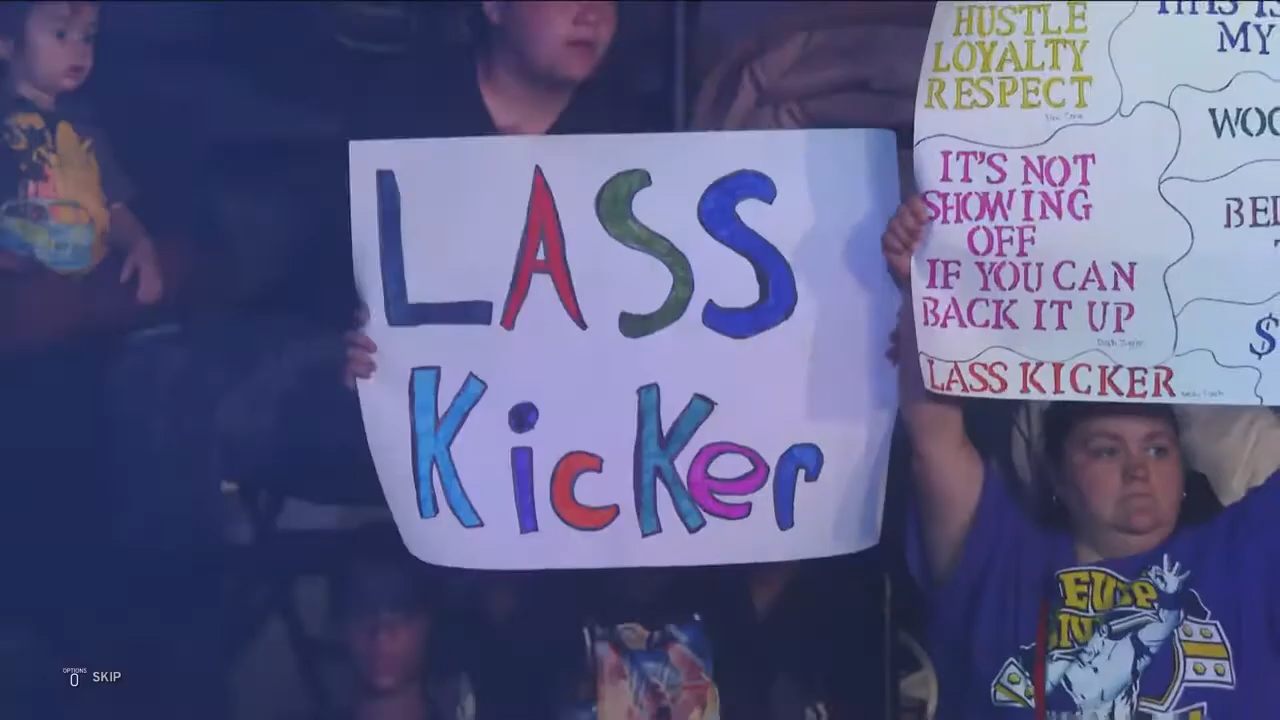 LASS
Kicker
HUSTLE
LOYALTY
RESPECT
IT'S NOT
SHOWING
OFF
IF YOU CAN
BACK IT UP
LASS KICKER
MY
WOO
$
OPTIONS
SKIP